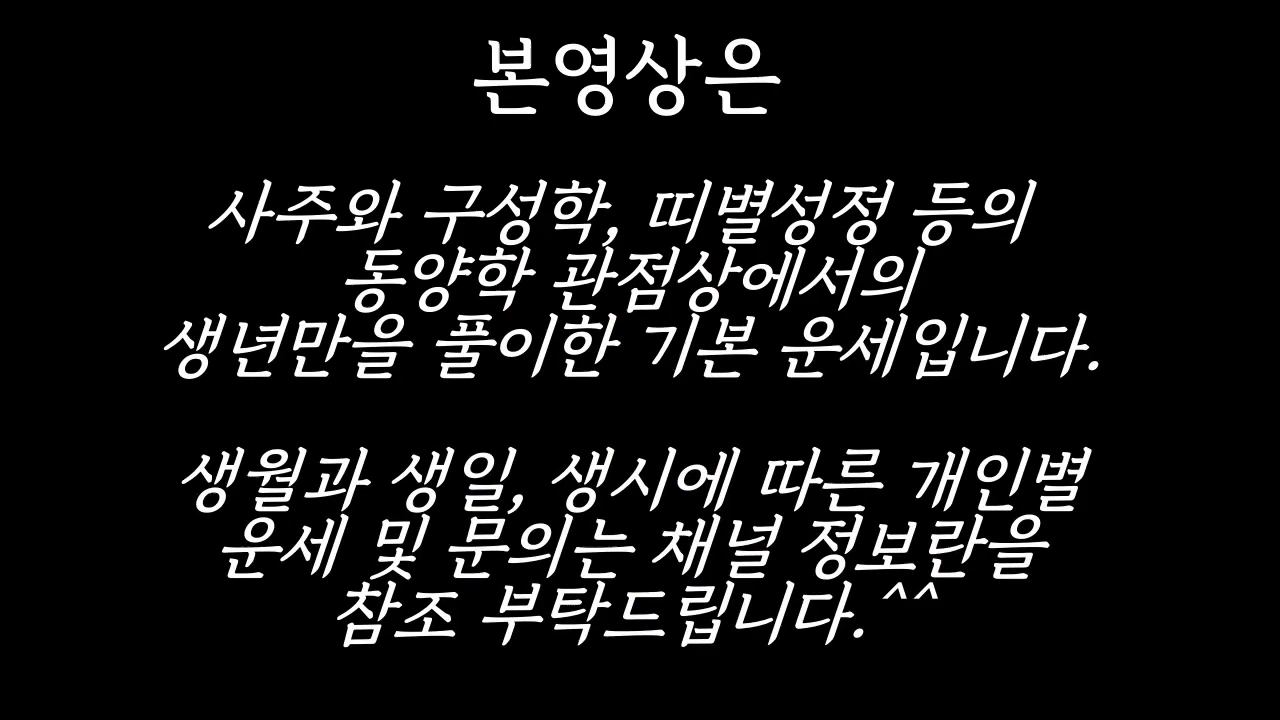 본영상은
사주와 구성학, 띠별성정 등의
동양학 관점상에서의
생년만을 풀이한 기본 운세입니다.
생월과 생일, 생시에 따른 개인별
운세 및 문의는 채널 정보란을
참조 부탁드립니다.^^